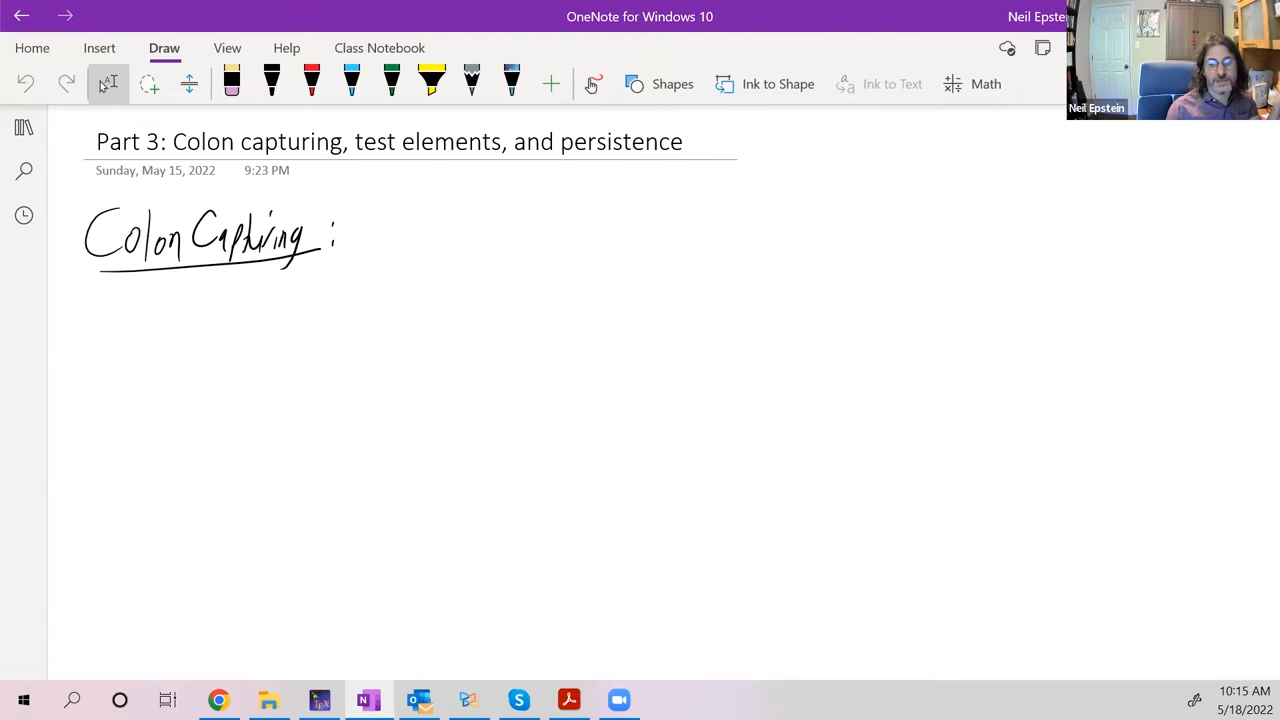 OneNote for Windows 10
Neil Epste
Home Insert Draw View Help Class Notebook
Shapes Ink to Shape Ink to Text Math
Neil Epstein
Part 3: Colon capturing, test elements, and persistence
Sunday, May 15, 2022 9:23 PM
Colon Capturing :
10:15 AM
5/18/2022